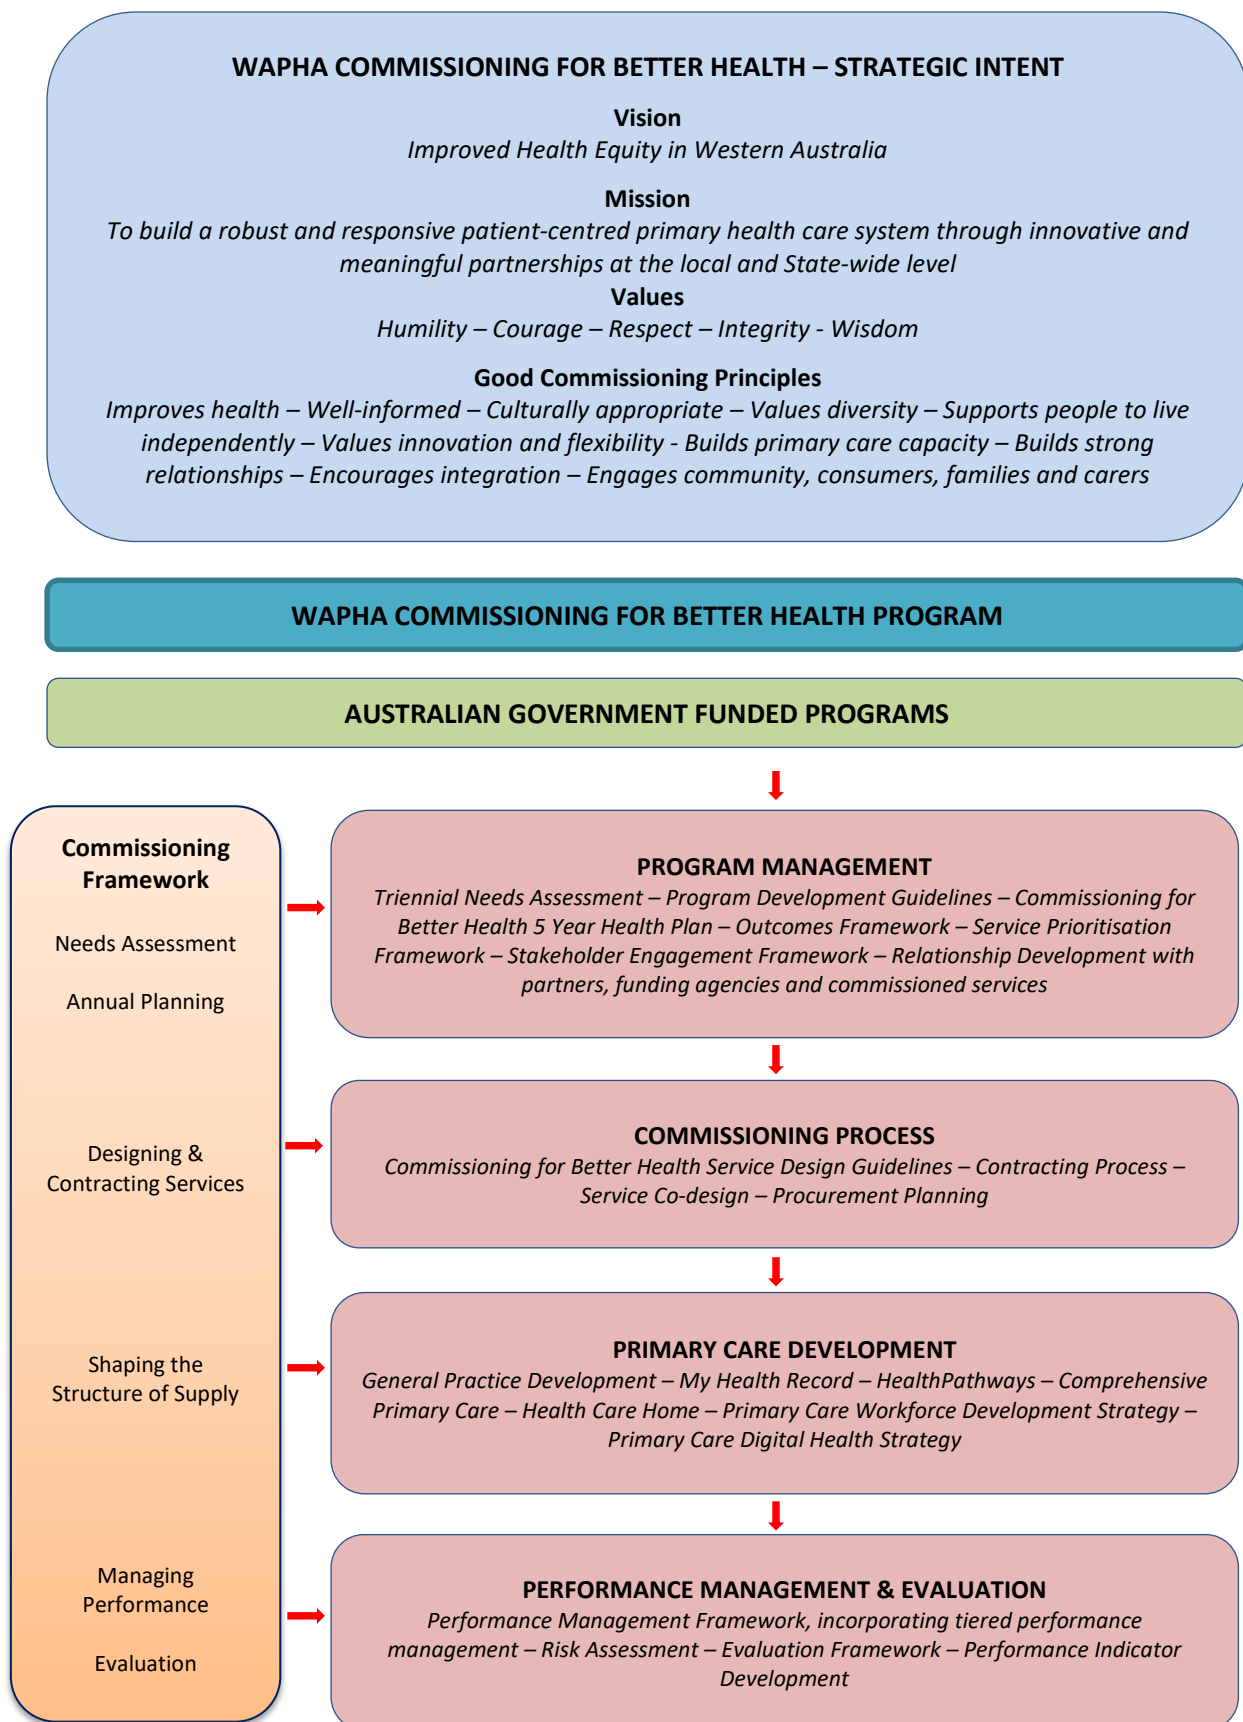 WAPHA COMMISSIONING FOR BETTER HEALTH – STRATEGIC INTENT
Vision
Improved Health Equity in Western Australia
Mission
To build a robust and responsive patient-centred primary health care system through innovative and
meaningful partnerships at the local and State-wide level
Values
Humility – Courage – Respect – Integrity - Wisdom
Good Commissioning Principles
Improves health – Well-informed – Culturally appropriate – Values diversity – Supports people to live
independently – Values innovation and flexibility - Builds primary care capacity – Builds strong
relationships – Encourages integration – Engages community, consumers, families and carers
WAPHA COMMISSIONING FOR BETTER HEALTH PROGRAM
AUSTRALIAN GOVERNMENT FUNDED PROGRAMS
Commissioning
Framework
Needs Assessment
Annual Planning
Designing &
Contracting Services
Shaping the
Structure of Supply
Managing
Performance
Evaluation
PROGRAM MANAGEMENT
Triennial Needs Assessment – Program Development Guidelines – Commissioning for
Better Health 5 Year Health Plan – Outcomes Framework – Service Prioritisation
Framework – Stakeholder Engagement Framework – Relationship Development with
partners, funding agencies and commissioned services
COMMISSIONING PROCESS
Commissioning for Better Health Service Design Guidelines – Contracting Process –
Service Co-design – Procurement Planning
PRIMARY CARE DEVELOPMENT
General Practice Development – My Health Record – HealthPathways – Comprehensive
Primary Care – Health Care Home – Primary Care Workforce Development Strategy –
Primary Care Digital Health Strategy
PERFORMANCE MANAGEMENT & EVALUATION
Performance Management Framework, incorporating tiered performance
management – Risk Assessment – Evaluation Framework – Performance Indicator
Development